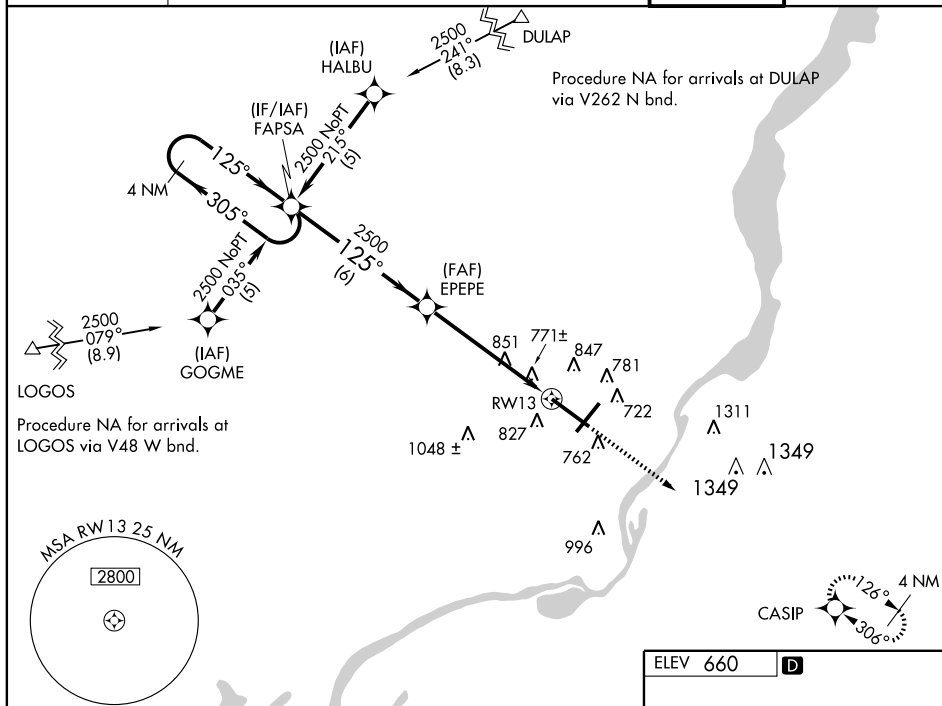 2500
241°
(8.3)
DULAP
(IAF)
HALBU
Procedure NA for arrivals at DULAP
via V262 N bnd.
(IF/IAF)
FAPSA
2500 NoPT
215°
(5)
125°
4 NM
305°
2500
125°
(6)
2500 NoPT
035°
(5)
(FAF)
EPEPE
2500
079°
(8.9)
LOGOS
(IAF)
GOGME
851
771±
847
781
RW13
722
827
1048 ±
762
1311
1349
1349
Procedure NA for arrivals at
LOGOS via V48 W bnd.
996
MSA RW13 25 NM
2800
CASIP
126°
4 NM
306°
ELEV 660
D